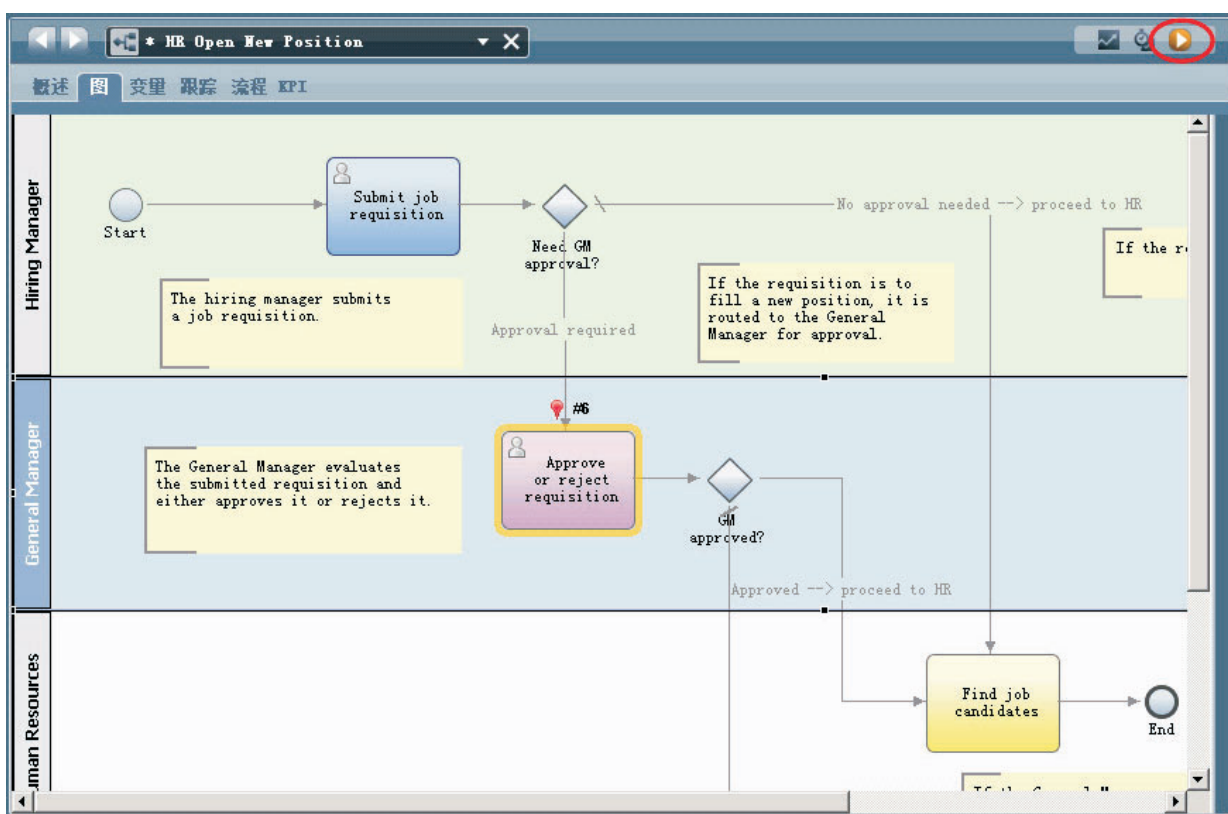 * HR Open New Position
概述 图 变量 跟踪 流程 KPI
Hiring Manager
Start
Submit job
requisition
Need GM
approval?
No approval needed --> proceed to HR
The hiring manager submits
a job requisition.
Approval required
If the requisition is to
fill a new position, it is
routed to the General
Manager for approval.
If the
General Manager
#6
The General Manager evaluates
the submitted requisition and
either approves it or rejects it.
Approve
or reject
requisition
GM
approved?
Approved --> proceed to HR
uman Resources
Find job
candidates
End